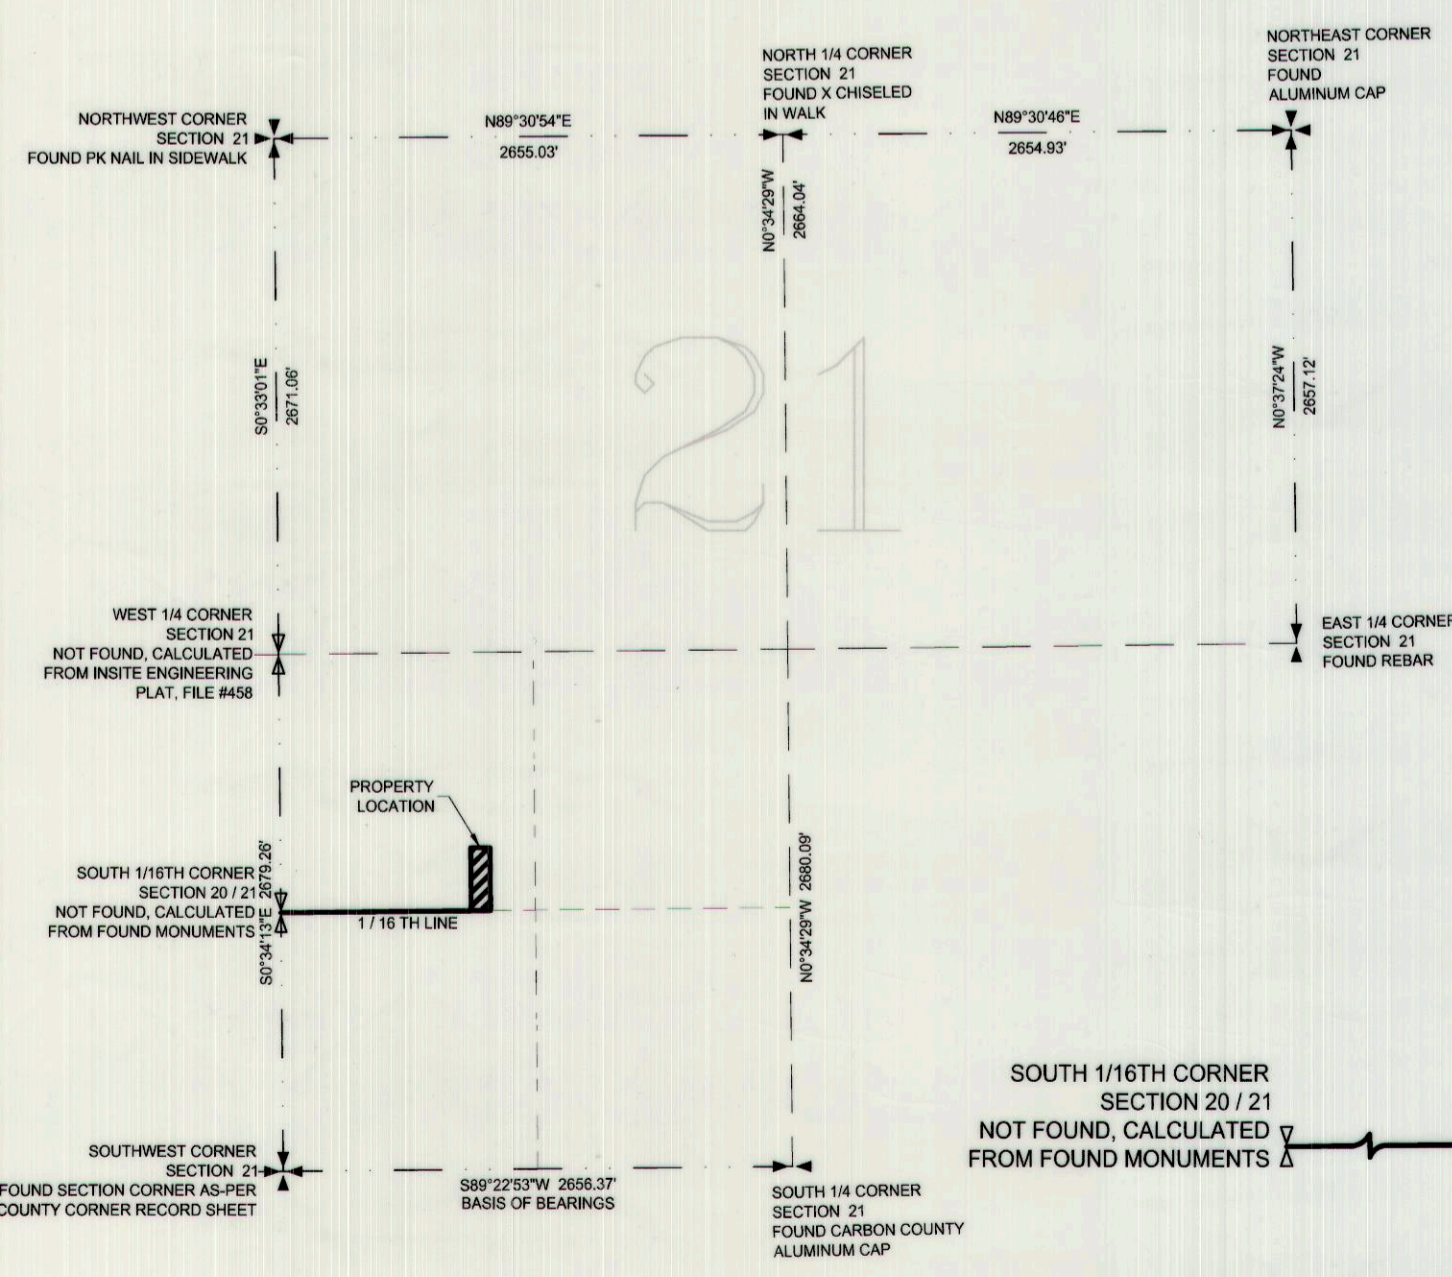 NORTHEAST CORNER
SECTION 21
FOUND
ALUMINUM CAP
NORTH 1/4 CORNER
SECTION 21
FOUND X CHISELED
IN WALK
NORTHWEST CORNER
SECTION 21
FOUND PK NAIL IN SIDEWALK
N89°30'54"E
2655.03'
N89°30'46"E
2654.93'
N0°34'29"W
2664.04'
S0°33'01"E
2671.06'
21
N0°37'24"W
2657.12'
WEST 1/4 CORNER
SECTION 21
NOT FOUND, CALCULATED
FROM INSITE ENGINEERING
PLAT, FILE #458
EAST 1/4 CORNER
SECTION 21
FOUND REBAR
PROPERTY
LOCATION
SOUTH 1/16TH CORNER
SECTION 20 / 21
NOT FOUND, CALCULATED
FROM FOUND MONUMENTS
S0°34'13"E 2679.26'
1 / 16 TH LINE
N0°34'29"W 2680.09'
SOUTH 1/16TH CORNER
SECTION 20 / 21
NOT FOUND, CALCULATED
FROM FOUND MONUMENTS
SOUTHWEST CORNER
SECTION 21
FOUND SECTION CORNER AS-PER
COUNTY CORNER RECORD SHEET
S89°22'53"W 2656.37'
BASIS OF BEARINGS
SOUTH 1/4 CORNER
SECTION 21
FOUND CARBON COUNTY
ALUMINUM CAP